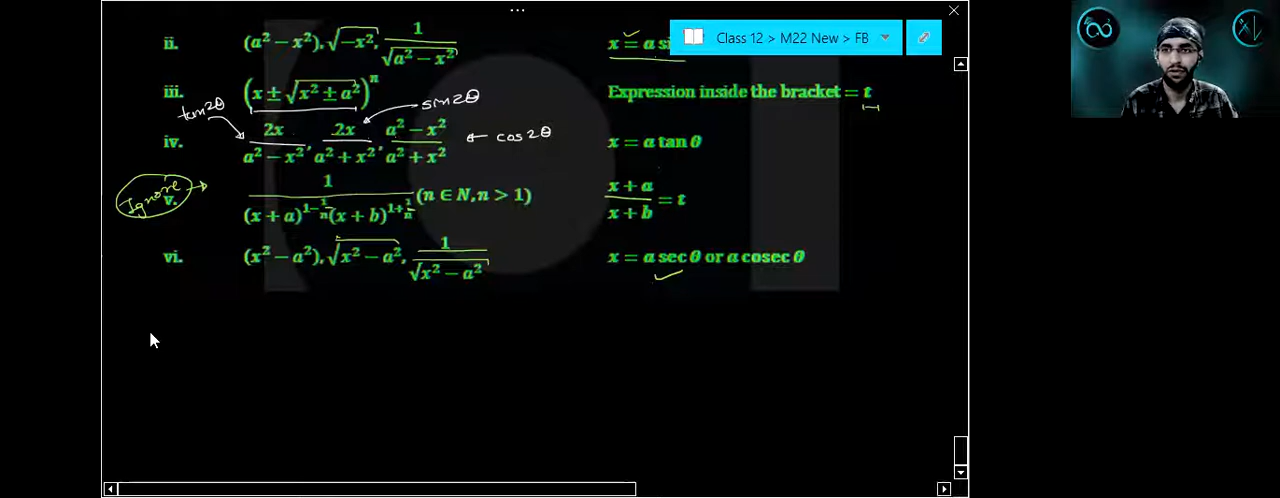 ...
Class 12 > M22 New > FB
ii. (a² − x²), √−x², 1/√(a² − x²) x = a si
iii. (x ± √(x² ± a²))ⁿ Expression inside the bracket = t
tan2θ sin2θ
iv. 2x/(a² − x²), 2x/(a² + x²), (a² − x²)/(a² + x²) ← cos 2θ x = a tan θ
Ignore →
v. 1/((x + a)^(1−1/n) (x + b)^(1+1/n)) (n ∈ N, n > 1) (x + a)/(x + b) = t
vi. (x² − a²), √(x² − a²), 1/√(x² − a²) x = a sec θ or a cosec θ